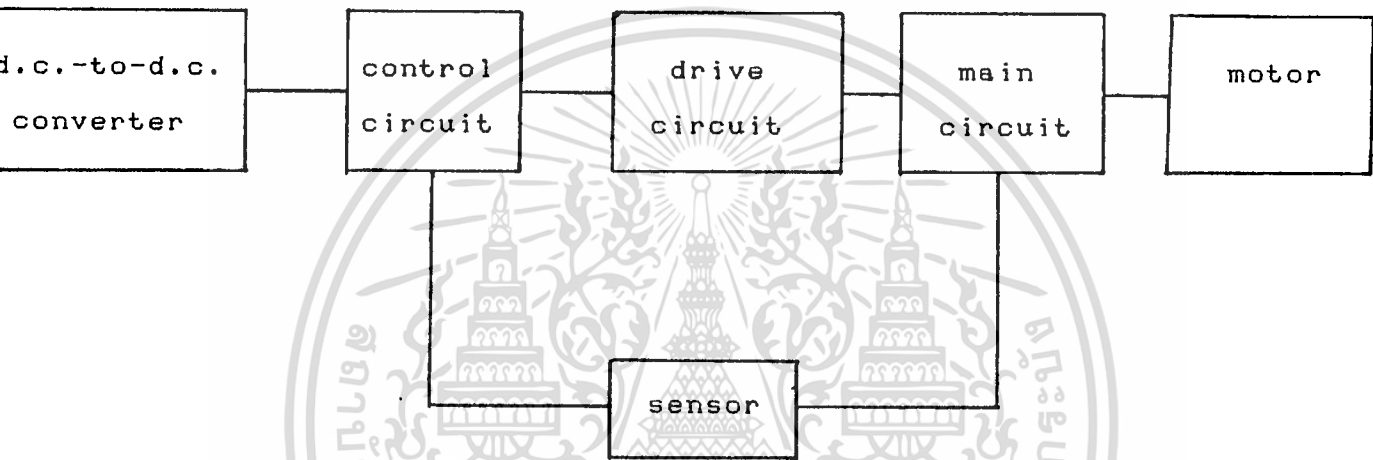 d.c.-to-d.c.
converter
control
circuit
drive
circuit
main
circuit
motor
sensor